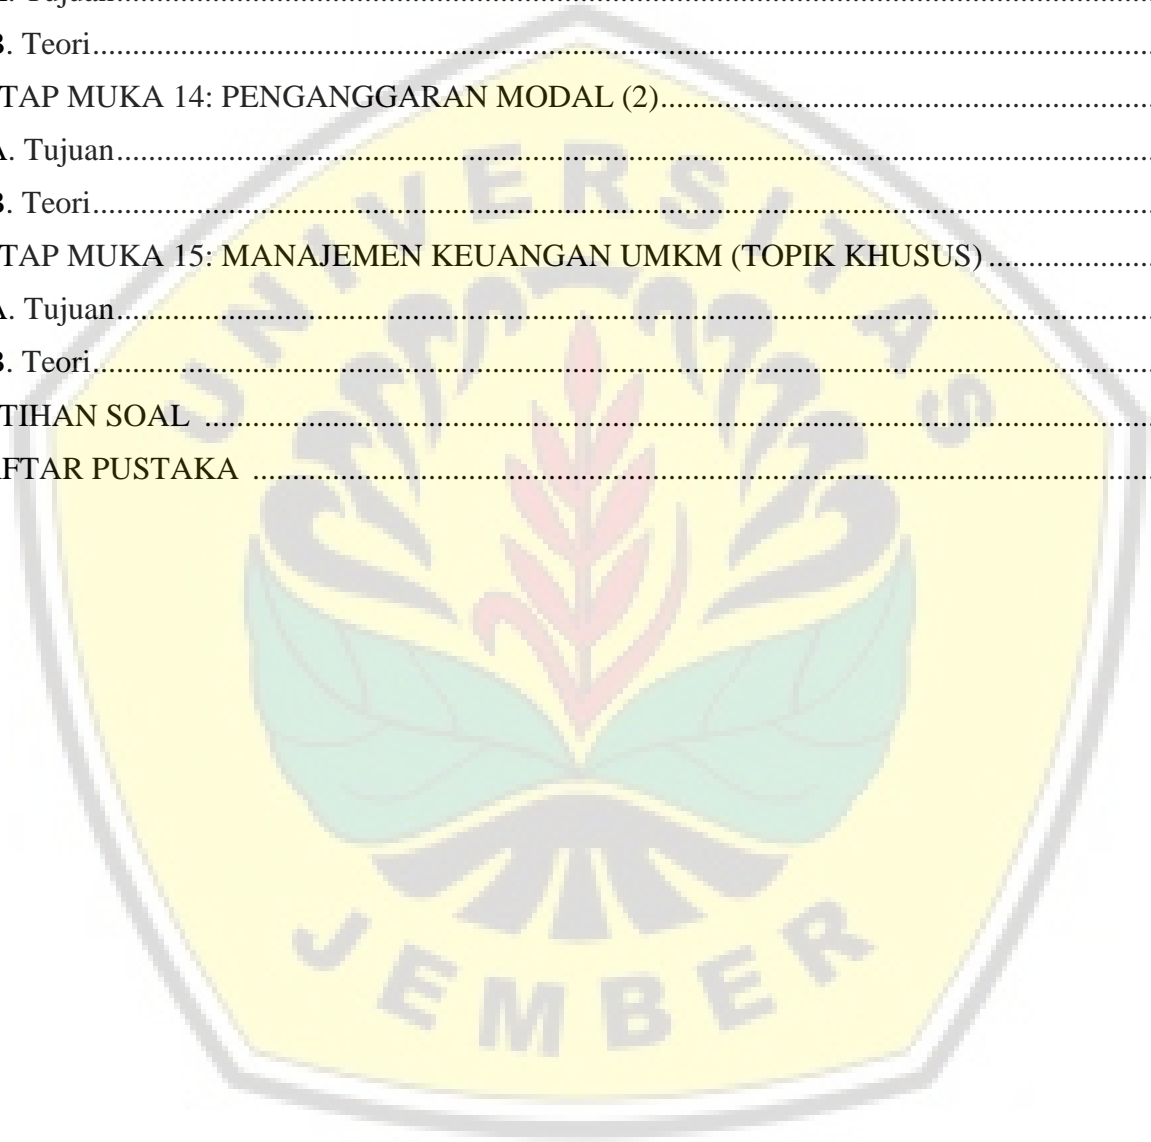 . Tujuan
. Teori
TAP MUKA 14: PENGANGGARAN MODAL (2)
. Tujuan
. Teori
TAP MUKA 15: MANAJEMEN KEUANGAN UMKM (TOPIK KHUSUS)
. Tujuan
. Teori
TIHAN SOAL
FTAR PUSTAKA
UNIVERSITAS
JEMBER